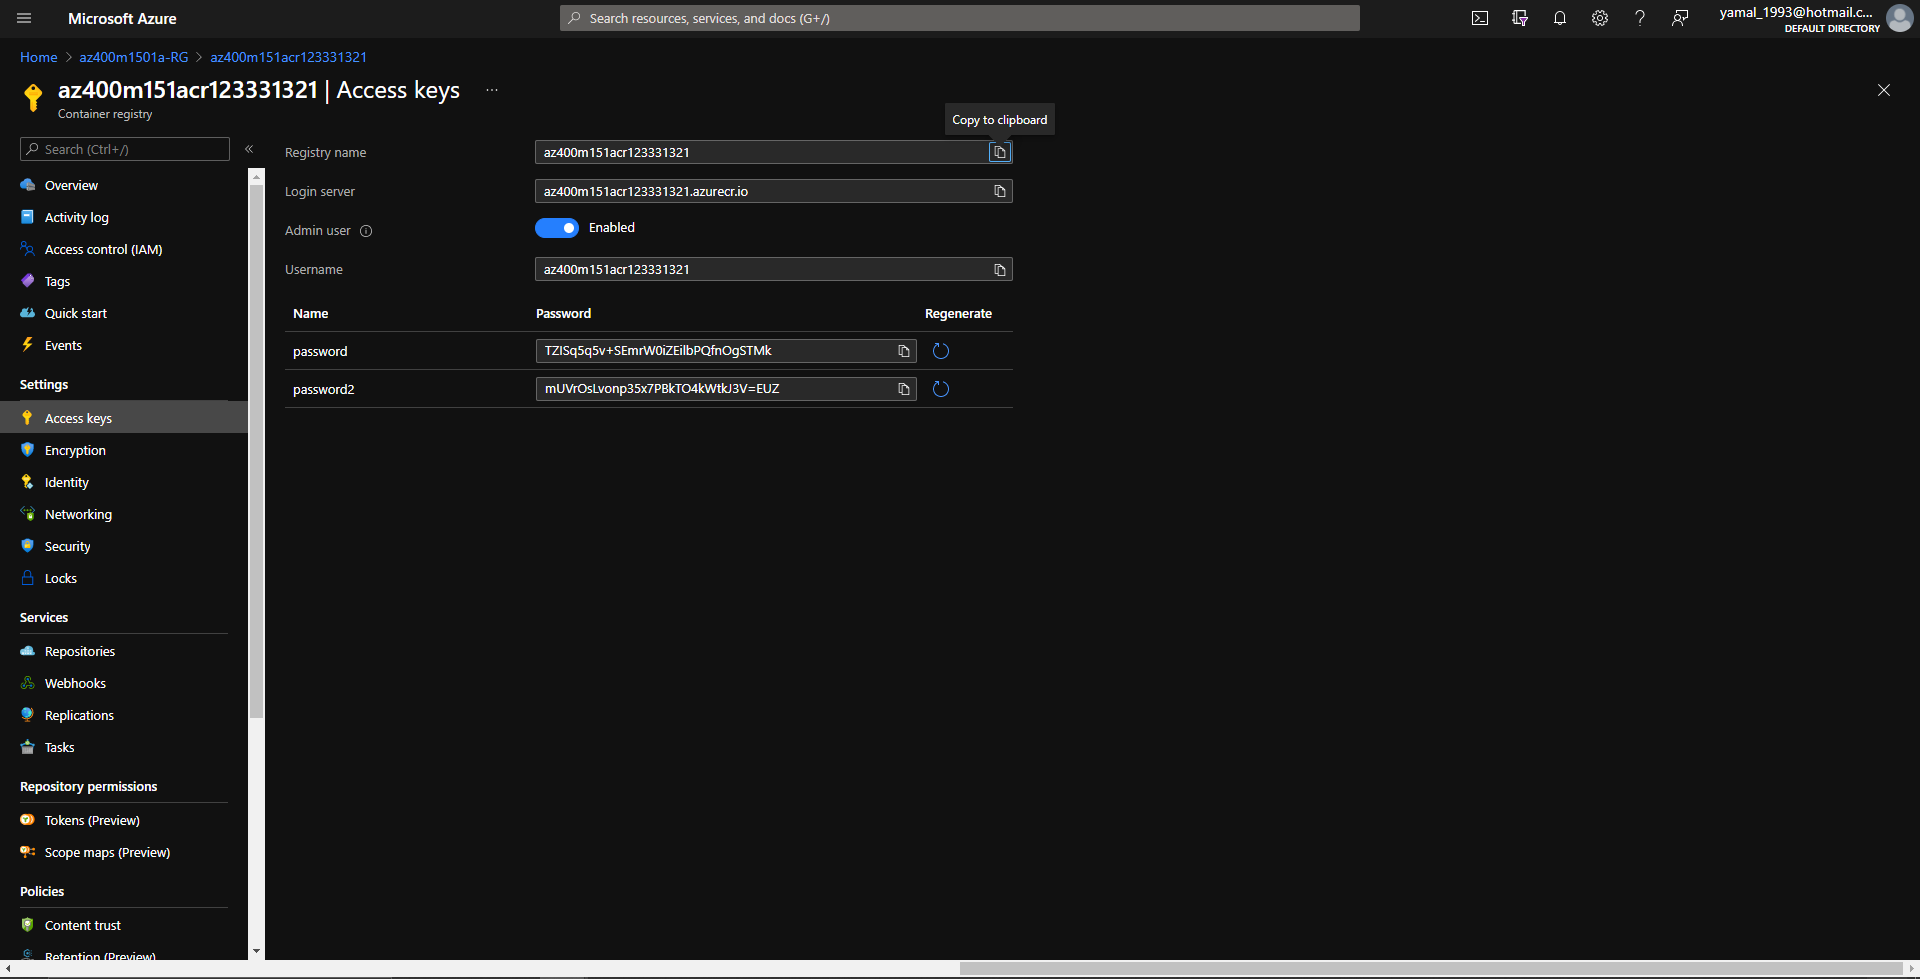 Microsoft Azure
Search resources, services, and docs (G+/)
yamal_1993@hotmail.c...
DEFAULT DIRECTORY
Home > az400m1501a-RG > az400m151acr123331321
az400m151acr123331321 | Access keys ...
Container registry
Copy to clipboard
Search (Ctrl+/) «
Overview
Activity log
Access control (IAM)
Tags
Quick start
Events
Settings
Access keys
Encryption
Identity
Networking
Security
Locks
Services
Repositories
Webhooks
Replications
Tasks
Repository permissions
Tokens (Preview)
Scope maps (Preview)
Policies
Content trust
Retention (Preview)
Registry name az400m151acr123331321
Login server az400m151acr123331321.azurecr.io
Admin user Enabled
Username az400m151acr123331321
Name Password Regenerate
password TZISq5q5v+SEmrW0iZEilbPQfnOgSTMk
password2 mUVrOsLvonp35x7PBkTO4kWtkJ3V=EUZ